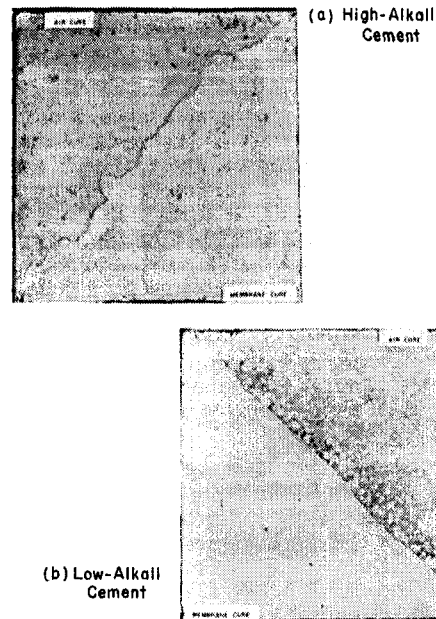 AIR CURE
(a) High-Alkali
Cement
MEMBRANE CURE
AIR CURE
(b) Low-Alkali
Cement
MEMBRANE CURE